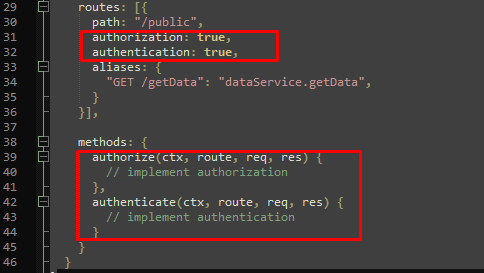 29 routes: [{
30 path: "/public",
31 authorization: true,
32 authentication: true,
33 aliases: {
34 "GET /getData": "dataService.getData",
35 }
36 }],
37
38 methods: {
39 authorize(ctx, route, req, res) {
40 // implement authorization
41 },
42 authenticate(ctx, route, req, res) {
43 // implement authentication
44 }
45 }
46 }